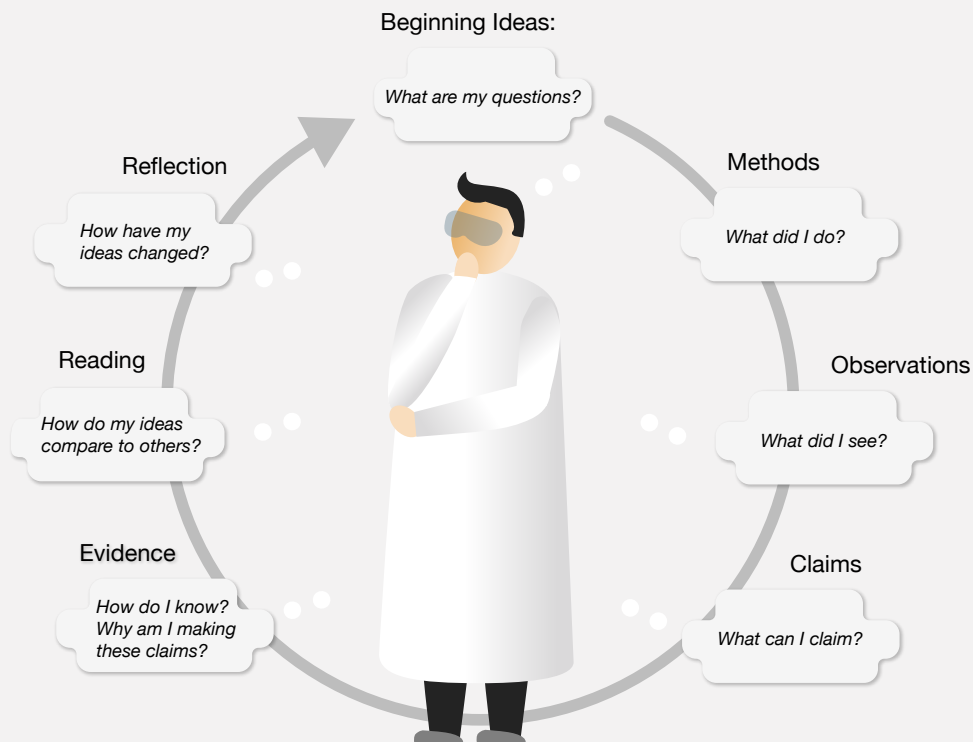 Beginning Ideas:
What are my questions?
Methods
What did I do?
Observations
What did I see?
Claims
What can I claim?
Evidence
How do I know?
Why am I making
these claims?
Reading
How do my ideas
compare to others?
Reflection
How have my
ideas changed?